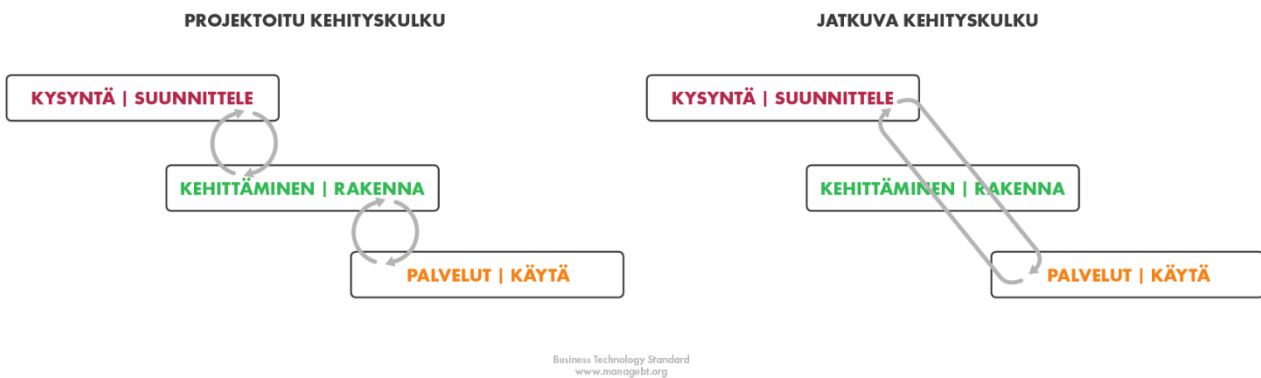 PROJEKTOITU KEHITYSKULKU
KYSYNTÄ | SUUNNITTELE
KEHITTÄMINEN | RAKENNA
PALVELUT | KÄYTÄ
JATKUVA KEHITYSKULKU
KYSYNTÄ | SUUNNITTELE
KEHITTÄMINEN | RAKENNA
PALVELUT | KÄYTÄ
Business Technology Standard
www.managebt.org